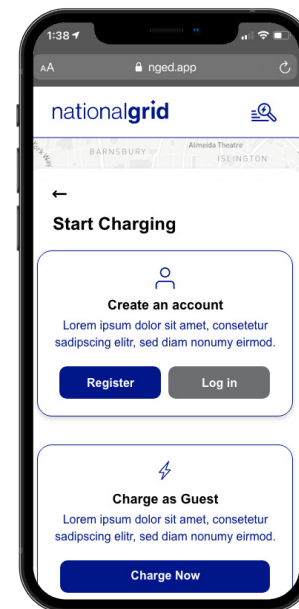 1:38
AA nged.app
nationalgrid
BARNSBURY
Almeida Theatre
ISLINGTON
Start Charging
Create an account
Lorem ipsum dolor sit amet, consetetur
sadipscing elitr, sed diam nonumy eirmod.
Register Log in
Charge as Guest
Lorem ipsum dolor sit amet, consetetur
sadipscing elitr, sed diam nonumy eirmod.
Charge Now